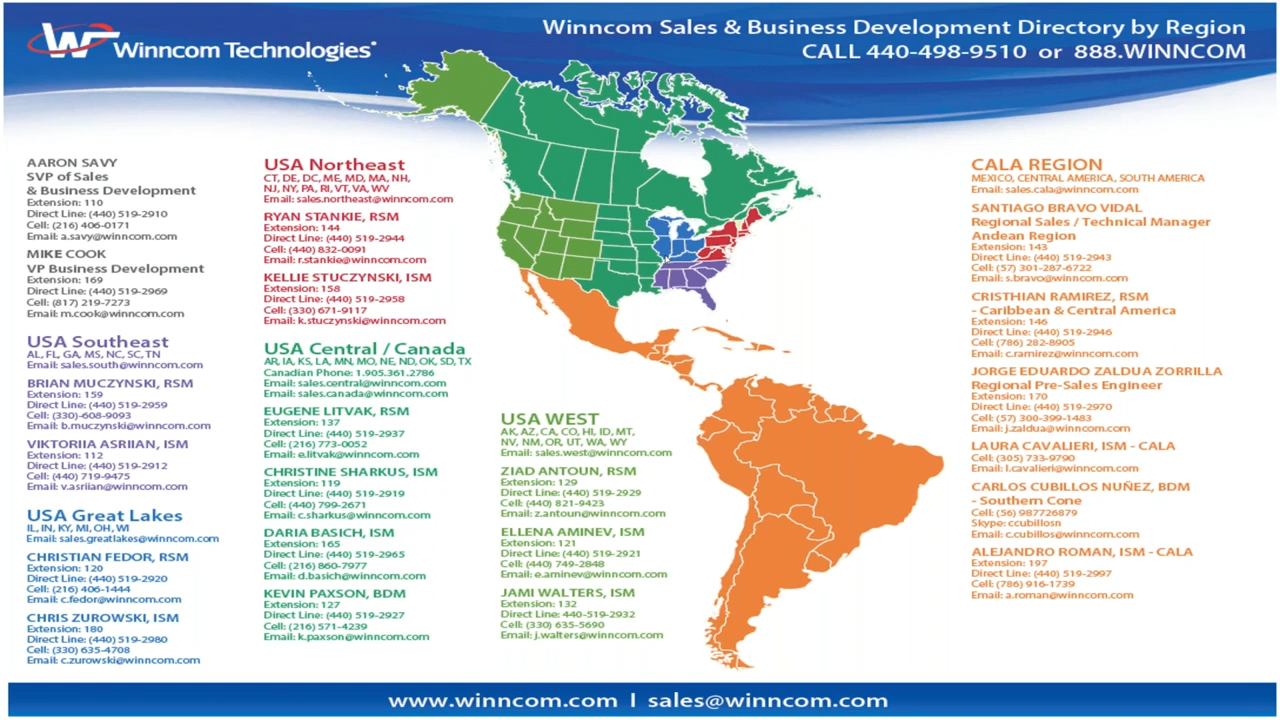 Winncom Technologies®
Winncom Sales & Business Development Directory by Region
CALL 440-498-9510 or 888.WINNCOM
AARON SAVY
SVP of Sales
& Business Development
Extension: 110
Direct Line: (440) 519-2910
Cell: (216) 406-0171
Email: a.savy@winncom.com
MIKE COOK
VP Business Development
Extension: 169
Direct Line: (440) 519-2969
Cell: (817) 219-7273
Email: m.cook@winncom.com
USA Southeast
AL, FL, GA, MS, NC, SC, TN
Email: sales.south@winncom.com
BRIAN MUCZYNSKI, RSM
Extension: 159
Direct Line: (440) 519-2959
Cell: (330)-608-9093
Email: b.muczynski@winncom.com
VIKTORIIA ASRIIAN, ISM
Extension: 112
Direct Line: (440) 519-2912
Cell: (440) 719-9475
Email: v.asriian@winncom.com
USA Great Lakes
IL, IN, KY, MI, OH, WI
Email: sales.greatlakes@winncom.com
CHRISTIAN FEDOR, RSM
Extension: 120
Direct Line: (440) 519-2920
Cell: (216) 406-1444
Email: c.fedor@winncom.com
CHRIS ZUROWSKI, ISM
Extension: 180
Direct Line: (440) 519-2980
Cell: (330) 635-4708
Email: c.zurowski@winncom.com
USA Northeast
CT, DE, DC, ME, MD, MA, NH,
NJ, NY, PA, RI, VT, VA, WV
Email: sales.northeast@winncom.com
RYAN STANKIE, RSM
Extension: 144
Direct Line: (440) 519-2944
Cell: (440) 832-0091
Email: r.stankie@winncom.com
KELLIE STUCZYNSKI, ISM
Extension: 158
Direct Line: (440) 519-2958
Cell: (330) 671-9117
Email: k.stuczynski@winncom.com
USA Central / Canada
AR, IA, KS, LA, MN, MO, NE, ND, OK, SD, TX
Canadian Phone: 1.905.361.2786
Email: sales.central@winncom.com
Email: sales.canada@winncom.com
EUGENE LITVAK, RSM
Extension: 137
Direct Line: (440) 519-2937
Cell: (216) 773-0052
Email: e.litvak@winncom.com
CHRISTINE SHARKUS, ISM
Extension: 119
Direct Line: (440) 519-2919
Cell: (440) 799-2671
Email: c.sharkus@winncom.com
DARIA BASICH, ISM
Extension: 165
Direct Line: (440) 519-2965
Cell: (216) 860-7977
Email: d.basich@winncom.com
KEVIN PAXSON, BDM
Extension: 127
Direct Line: (440) 519-2927
Cell: (216) 571-4239
Email: k.paxson@winncom.com
USA WEST
AK, AZ, CA, CO, HI, ID, MT,
NV, NM, OR, UT, WA, WY
Email: sales.west@winncom.com
ZIAD ANTOUN, RSM
Extension: 129
Direct Line: (440) 519-2929
Cell: (440) 821-9423
Email: z.antoun@winncom.com
ELLENA AMINEV, ISM
Extension: 121
Direct Line: (440) 519-2921
Cell: (440) 749-2848
Email: e.aminev@winncom.com
JAMI WALTERS, ISM
Extension: 132
Direct Line: 440-519-2932
Cell: (330) 635-5690
Email: j.walters@winncom.com
CALA REGION
MEXICO, CENTRAL AMERICA, SOUTH AMERICA
Email: sales.cala@winncom.com
SANTIAGO BRAVO VIDAL
Regional Sales / Technical Manager
Andean Region
Extension: 143
Direct Line: (440) 519-2943
Cell: (57) 301-287-6722
Email: s.bravo@winncom.com
CRISTHIAN RAMIREZ, RSM
- Caribbean & Central America
Extension: 146
Direct Line: (440) 519-2946
Cell: (786) 282-8905
Email: c.ramirez@winncom.com
JORGE EDUARDO ZALDUA ZORRILLA
Regional Pre-Sales Engineer
Extension: 170
Direct Line: (440) 519-2970
Cell: (57) 300-399-1483
Email: j.zaldua@winncom.com
LAURA CAVALIERI, ISM - CALA
Cell: (305) 733-9790
Email: l.cavalieri@winncom.com
CARLOS CUBILLOS NUÑEZ, BDM
- Southern Cone
Cell: (56) 987726879
Skype: ccubillosn
Email: c.cubillos@winncom.com
ALEJANDRO ROMAN, ISM - CALA
Extension: 197
Direct Line: (440) 519-2997
Cell: (786) 916-1739
Email: a.roman@winncom.com
www.winncom.com | sales@winncom.com